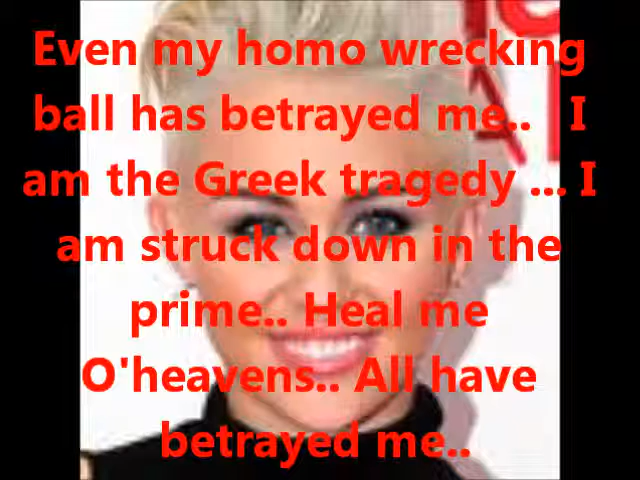 Even my homo wrecking
ball has betrayed me.. I
am the Greek tragedy ... I
am struck down in the
prime.. Heal me
O'heavens.. All have
betrayed me..